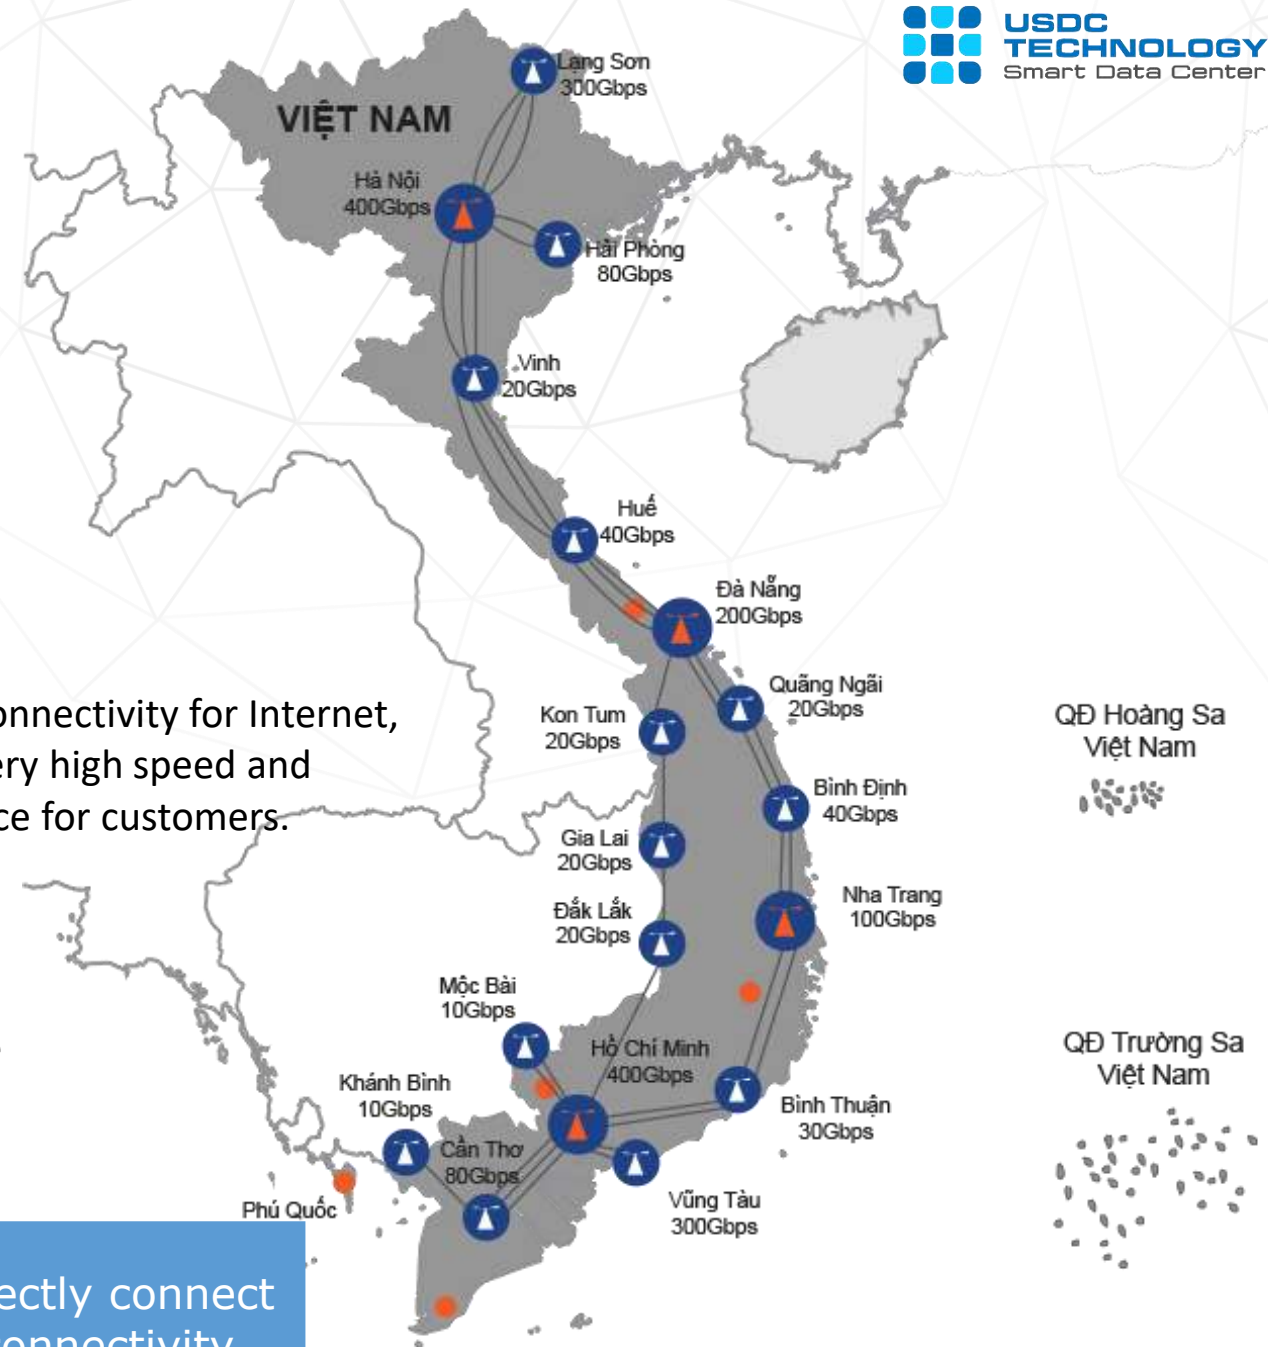 USDC
TECHNOLOGY
Smart Data Center
Lạng Sơn
300Gbps
VIỆT NAM
Hà Nội
400Gbps
Hải Phòng
80Gbps
Vinh
20Gbps
Huế
40Gbps
Đà Nẵng
200Gbps
Quãng Ngãi
20Gbps
Kon Tum
20Gbps
onnectivity for Internet,
ery high speed and
ce for customers.
QĐ Hoàng Sa
Việt Nam
Bình Định
40Gbps
Gia Lai
20Gbps
Nha Trang
100Gbps
Đắk Lắk
20Gbps
Mộc Bài
10Gbps
Hồ Chí Minh
400Gbps
QĐ Trường Sa
Việt Nam
Khánh Bình
10Gbps
Bình Thuận
30Gbps
Cần Thơ
80Gbps
Vũng Tàu
300Gbps
Phú Quốc
ectly connect
onnectivity